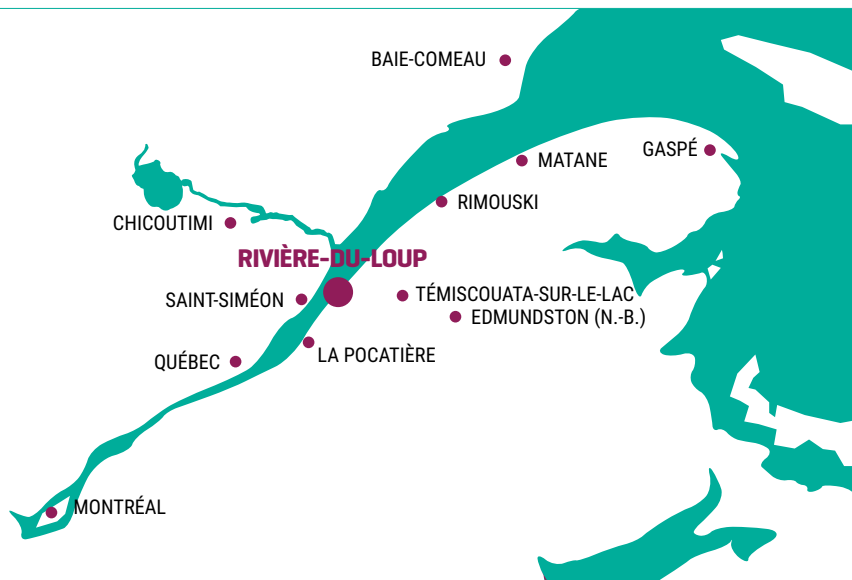 BAIE-COMEAU
MATANE
GASPÉ
RIMOUSKI
CHICOUTIMI
RIVIÈRE-DU-LOUP
SAINT-SIMÉON
TÉMISCOUATA-SUR-LE-LAC
EDMUNDSTON (N.-B.)
QUÉBEC
LA POCATIÈRE
MONTRÉAL